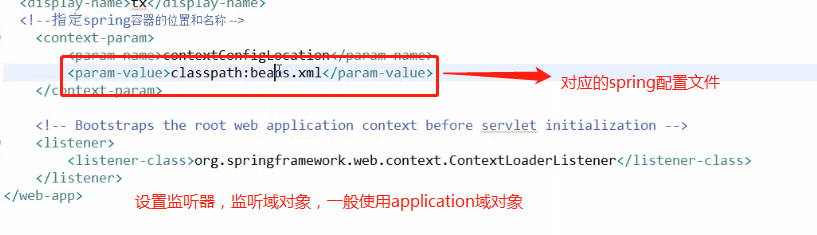 <display-name>tx</display-name>
<!--指定spring容器的位置和名称-->
<context-param>
<param-name>contextConfigLocation</param-name>
<param-value>classpath:beans.xml</param-value>
对应的spring配置文件
</context-param>
<!-- Bootstraps the root web application context before servlet initialization -->
<listener>
<listener-class>org.springframework.web.context.ContextLoaderListener</listener-class>
</listener>
</web-app>
设置监听器，监听域对象，一般使用application域对象